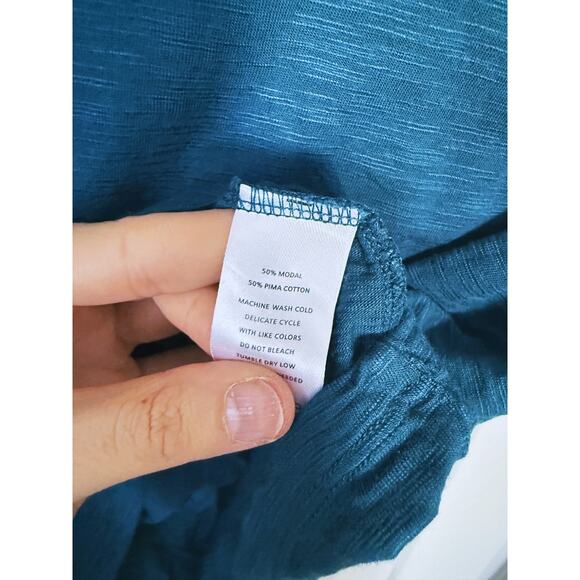 50% MODAL
50% PIMA COTTON
MACHINE WASH COLD
DELICATE CYCLE
WITH LIKE COLORS
DO NOT BLEACH
TUMBLE DRY LOW
NEEDED